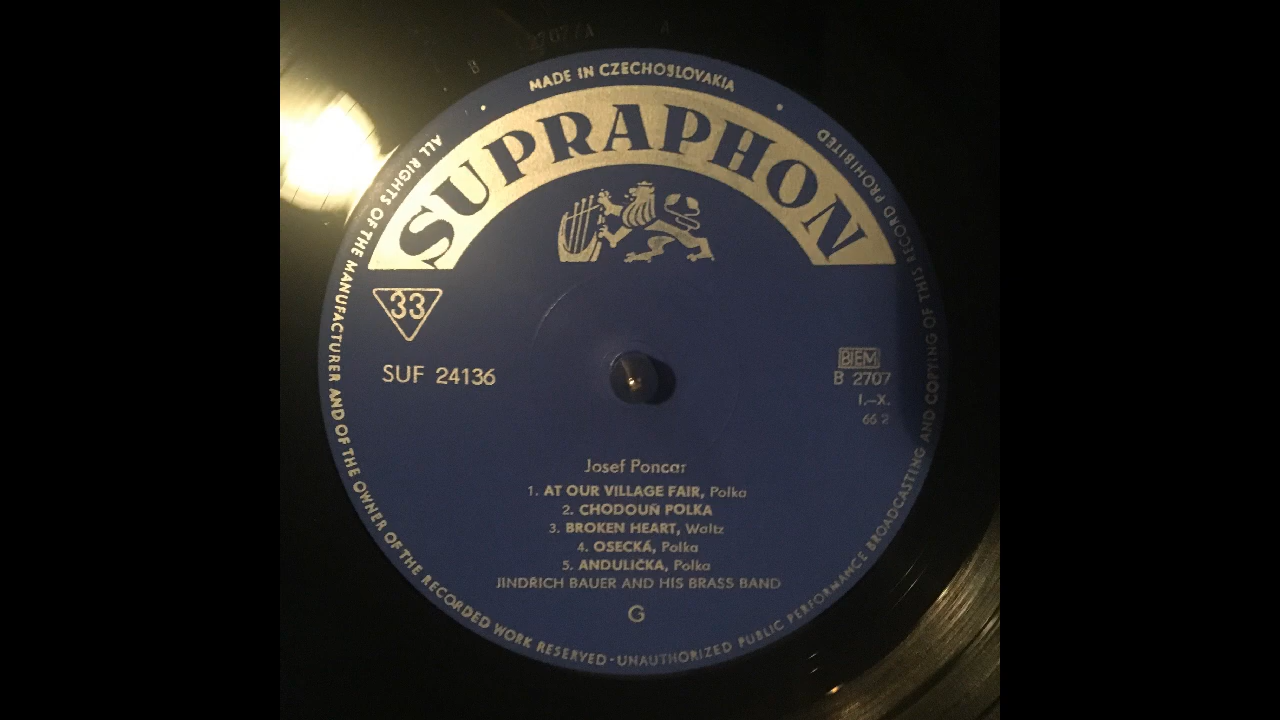 MADE IN CZECHOSLOVAKIA
SUPRAPHON
33
SUF 24136
BIEM
B 2707
I.–X.
66 2
Josef Poncar
1. AT OUR VILLAGE FAIR, Polka
2. CHODOUŇ POLKA
3. BROKEN HEART, Waltz
4. OSECKÁ, Polka
5. ANDULIČKA, Polka
JINDRICH BAUER AND HIS BRASS BAND
G
ALL RIGHTS OF THE MANUFACTURER AND OF THE OWNER OF THE RECORDED WORK RESERVED · UNAUTHORIZED PUBLIC PERFORMANCE BROADCASTING AND COPYING OF THIS RECORD PROHIBITED